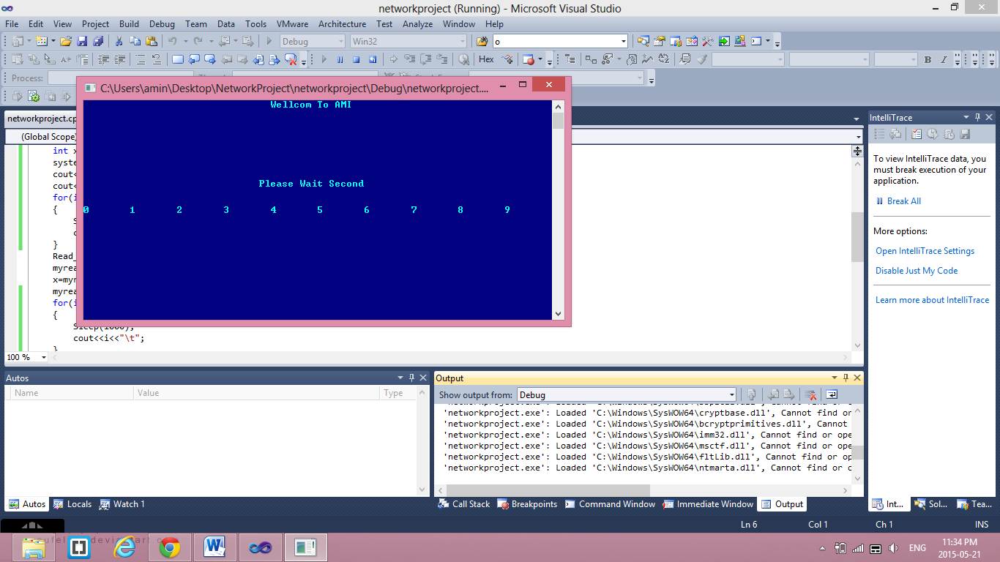 networkproject (Running) - Microsoft Visual Studio
File Edit View Project Build Debug Team Data Tools VMware Architecture Test Analyze Window Help
Debug Win32 o
Hex B I
Process:
C:\Users\amin\Desktop\NetworkProject\networkproject\Debug\networkproject....
Wellcom To AMI
Please Wait Second
0 1 2 3 4 5 6 7 8 9
networkproject.cp
(Global Scope)
int x
syste
cout<
cout<
for(i
{
S
c
}
Read_
myrea
x=myr
myrea
for(i
{
Sleep(1000);
cout<<i<<"\t";
}
100 %
IntelliTrace
To view IntelliTrace data, you
must break execution of your
application.
Break All
More options:
Open IntelliTrace Settings
Disable Just My Code
Learn more about IntelliTrace
Autos
Name Value Type
Output
Show output from: Debug
'networkproject.exe': Loaded 'C:\Windows\SysWOW64\cryptbase.dll', Cannot find or
'networkproject.exe': Loaded 'C:\Windows\SysWOW64\bcryptprimitives.dll', Cannot
'networkproject.exe': Loaded 'C:\Windows\SysWOW64\imm32.dll', Cannot find or ope
'networkproject.exe': Loaded 'C:\Windows\SysWOW64\msctf.dll', Cannot find or ope
'networkproject.exe': Loaded 'C:\Windows\SysWOW64\fltLib.dll', Cannot find or op
'networkproject.exe': Loaded 'C:\Windows\SysWOW64\ntmarta.dll', Cannot find or o
Autos Locals Watch 1
Call Stack Breakpoints Command Window Immediate Window Output
Int... Sol... Tea...
Ln 6 Col 1 Ch 1 INS
ENG
11:34 PM
2015-05-21